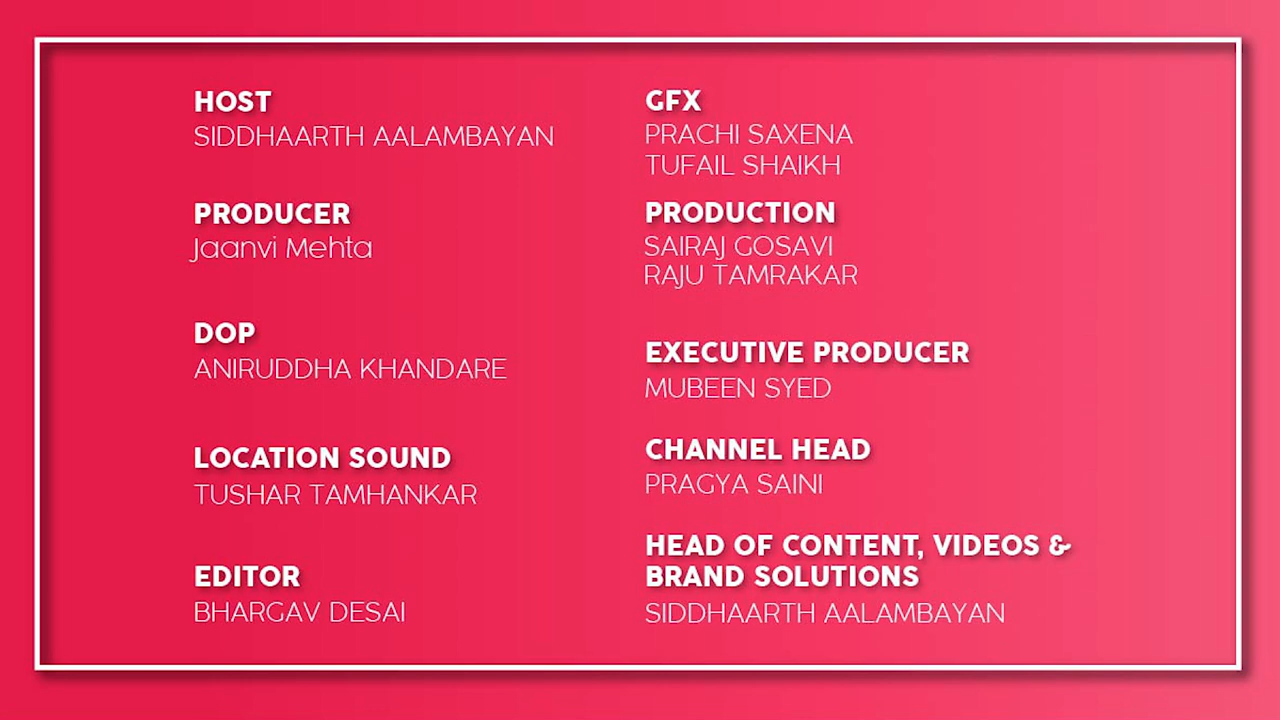 HOST
SIDDHAARTH AALAMBAYAN
PRODUCER
Jaanvi Mehta
DOP
ANIRUDDHA KHANDARE
LOCATION SOUND
TUSHAR TAMHANKAR
EDITOR
BHARGAV DESAI
GFX
PRACHI SAXENA
TUFAIL SHAIKH
PRODUCTION
SAIRAJ GOSAVI
RAJU TAMRAKAR
EXECUTIVE PRODUCER
MUBEEN SYED
CHANNEL HEAD
PRAGYA SAINI
HEAD OF CONTENT, VIDEOS &
BRAND SOLUTIONS
SIDDHAARTH AALAMBAYAN